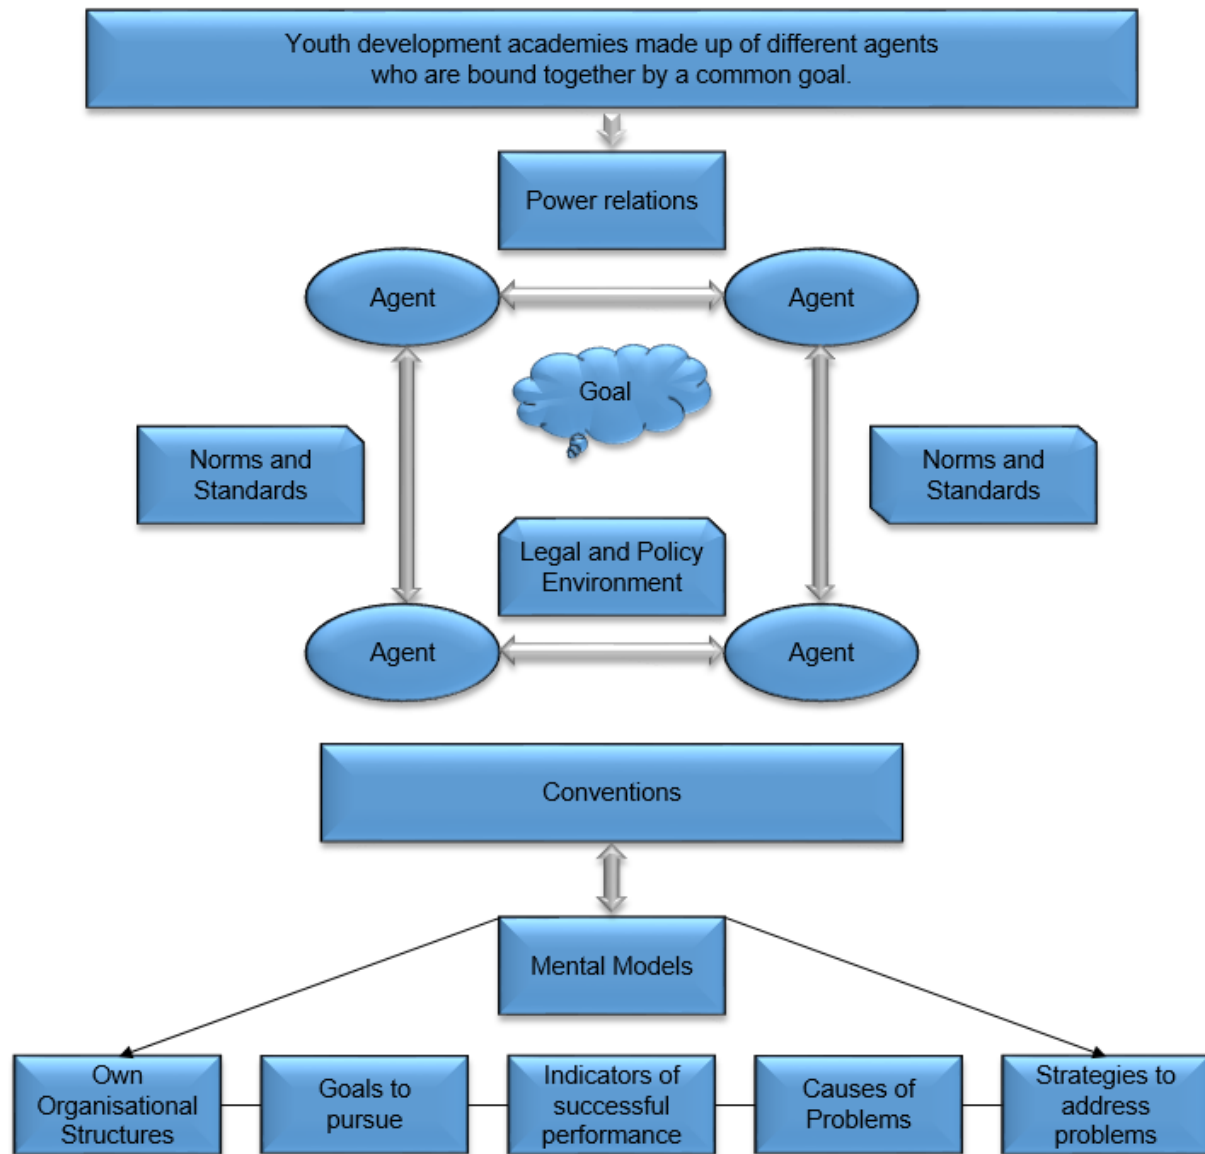 Youth development academies made up of different agents
who are bound together by a common goal.
Power relations
Agent
Agent
Goal
Norms and
Standards
Norms and
Standards
Legal and Policy
Environment
Agent
Agent
Conventions
Mental Models
Own
Organisational
Structures
Goals to
pursue
Indicators of
successful
performance
Causes of
Problems
Strategies to
address
problems